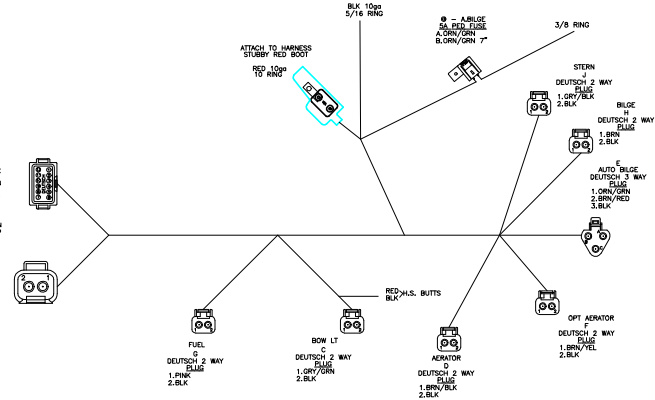 BLK 10ga
5/16 RING
⊕ - A.BILGE
5A PED FUSE
A.ORN/GRN
B.ORN/GRN 7"
3/8 RING
ATTACH TO HARNESS
STUBBY RED BOOT
RED 10ga
10 RING
STERN
J
DEUTSCH 2 WAY
PLUG
1.GRY/BLK
2.BLK
BILGE
H
DEUTSCH 2 WAY
PLUG
1.BRN
2.BLK
E
AUTO BILGE
DEUTSCH 3 WAY
PLUG
1.ORN/GRN
2.BRN/RED
3.BLK
2 1
RED
BLK >H.S. BUTTS
FUEL
G
DEUTSCH 2 WAY
PLUG
1.PINK
2.BLK
BOW LT
C
DEUTSCH 2 WAY
PLUG
1.GRY/GRN
2.BLK
AERATOR
D
DEUTSCH 2 WAY
PLUG
1.BRN/BLK
2.BLK
OPT AERATOR
F
DEUTSCH 2 WAY
PLUG
1.BRN/YEL
2.BLK